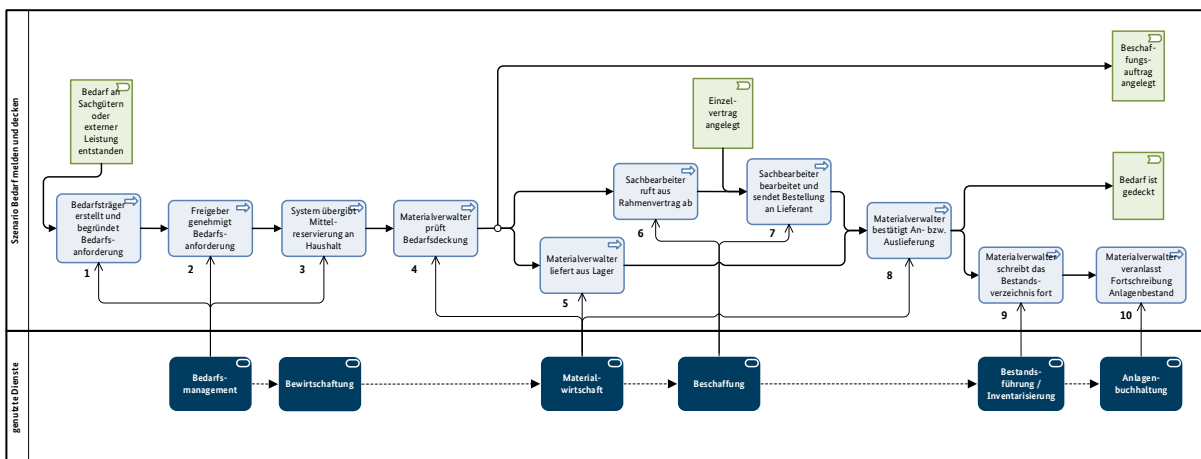 Szenario Bedarf melden und decken
Bedarf an
Sachgütern
oder
externer
Leistung
entstanden
Beschaf-
fungs-
auftrag
angelegt
Einzel-
vertrag
angelegt
Bedarf ist
gedeckt
Bedarfsträger
erstellt und
begründet
Bedarfs-
anforderung
1
Freigeber
genehmigt
Bedarfs-
anforderung
2
System übergibt
Mittel-
reservierung an
Haushalt
3
Materialverwalter
prüft
Bedarfsdeckung
4
Materialverwalter
liefert aus Lager
5
Sachbearbeiter
ruft aus
Rahmenvertrag ab
6
Sachbearbeiter
bearbeitet und
sendet Bestellung
an Lieferant
7
Materialverwalter
bestätigt An- bzw.
Auslieferung
8
Materialverwalter
schreibt das
Bestands-
verzeichnis fort
9
Materialverwalter
veranlasst
Fortschreibung
Anlagenbestand
10
genutzte Dienste
Bedarfs-
management
Bewirtschaftung
Material-
wirtschaft
Beschaffung
Bestands-
führung /
Inventarisierung
Anlagen-
buchhaltung